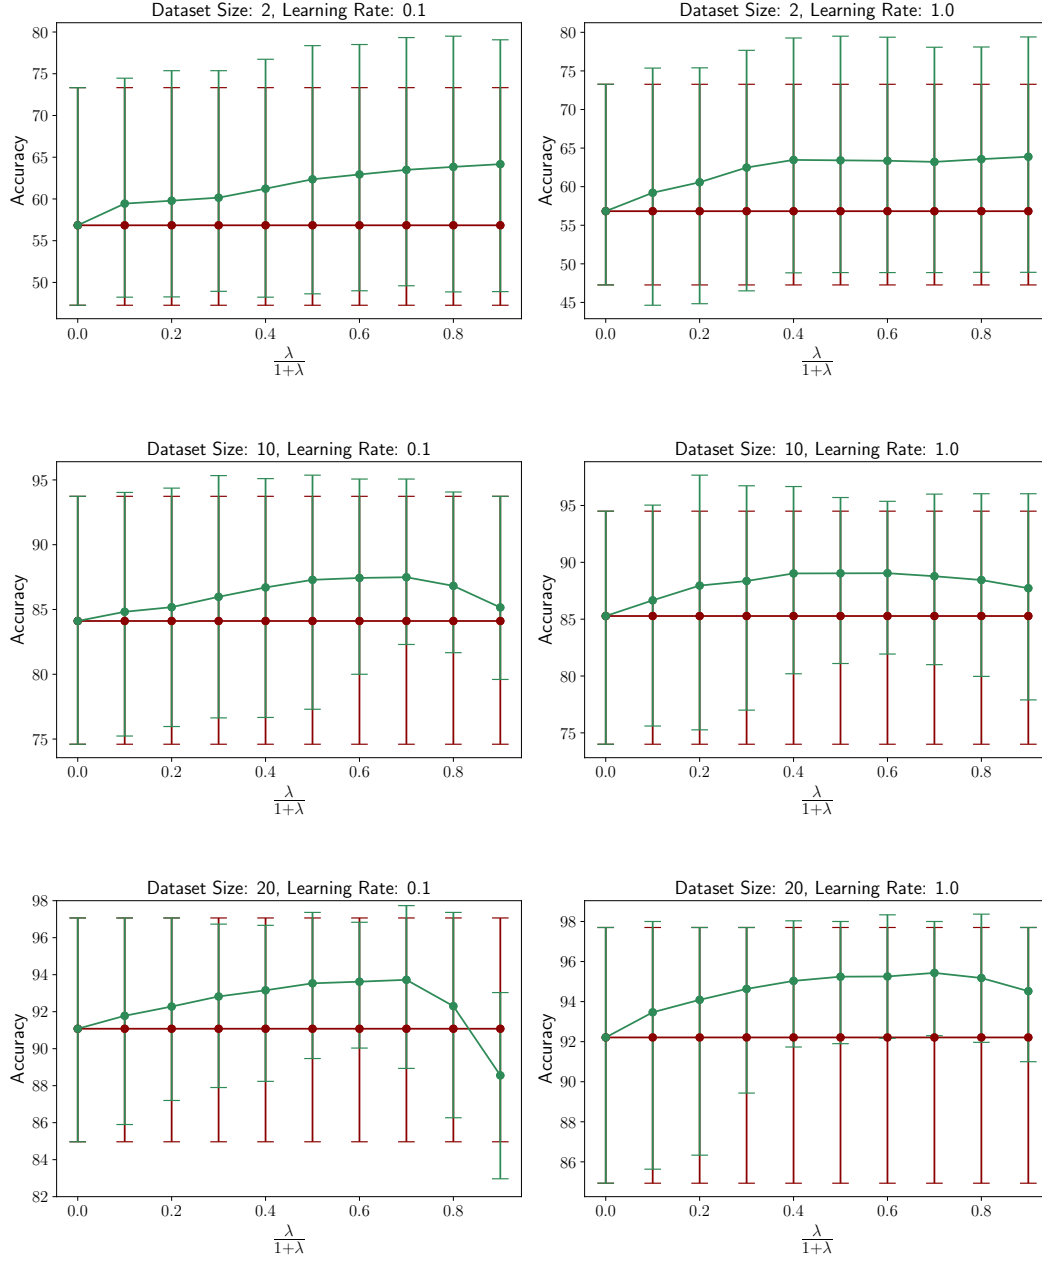 Dataset Size: 2, Learning Rate: 0.1
Accuracy
80
75
70
65
60
55
50
0.0 0.2 0.4 0.6 0.8
λ
1+λ
Dataset Size: 2, Learning Rate: 1.0
Accuracy
80
75
70
65
60
55
50
45
0.0 0.2 0.4 0.6 0.8
λ
1+λ
Dataset Size: 10, Learning Rate: 0.1
Accuracy
95
90
85
80
75
0.0 0.2 0.4 0.6 0.8
λ
1+λ
Dataset Size: 10, Learning Rate: 1.0
Accuracy
95
90
85
80
75
0.0 0.2 0.4 0.6 0.8
λ
1+λ
Dataset Size: 20, Learning Rate: 0.1
Accuracy
98
96
94
92
90
88
86
84
82
0.0 0.2 0.4 0.6 0.8
λ
1+λ
Dataset Size: 20, Learning Rate: 1.0
Accuracy
98
96
94
92
90
88
86
0.0 0.2 0.4 0.6 0.8
λ
1+λ